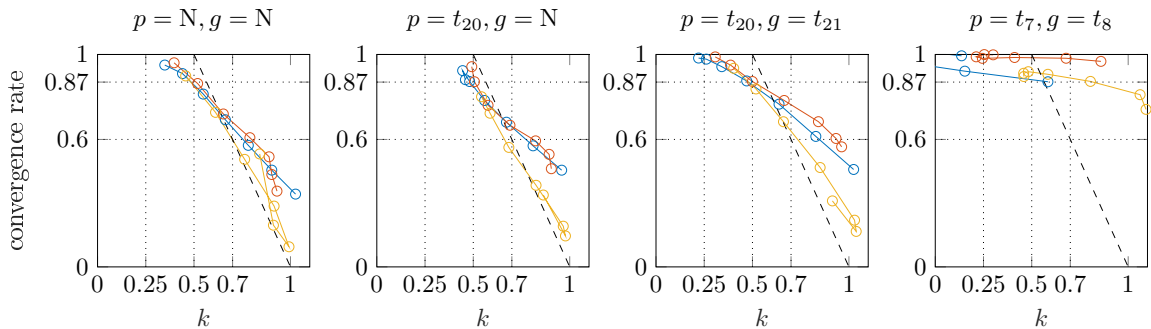 p = N, g = N
p = t₂₀, g = N
p = t₂₀, g = t₂₁
p = t₇, g = t₈
convergence rate
1
0.87
0.6
0
0 0.25 0.5 0.7 1
k
1
0.87
0.6
0
0 0.25 0.5 0.7 1
k
1
0.87
0.6
0
0 0.25 0.5 0.7 1
k
1
0.87
0.6
0
0 0.25 0.5 0.7 1
k